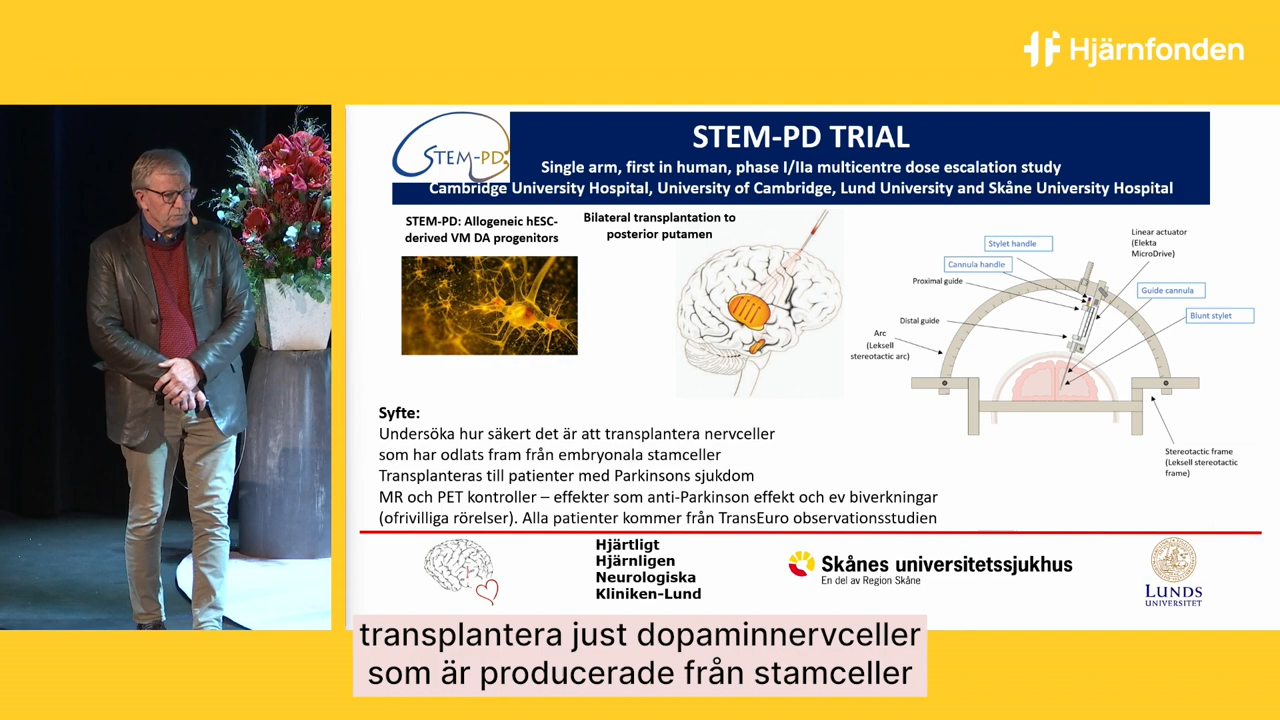 Hjärnfonden
STEM-PD
STEM-PD TRIAL
Single arm, first in human, phase I/IIa multicentre dose escalation study
Cambridge University Hospital, University of Cambridge, Lund University and Skåne University Hospital
STEM-PD: Allogeneic hESC-
derived VM DA progenitors
Bilateral transplantation to
posterior putamen
Linear actuator
(Elekta
MicroDrive)
Stylet handle
Cannula handle
Proximal guide
Guide cannula
Distal guide
Blunt stylet
Arc
(Leksell
stereotactic arc)
Stereotactic frame
(Leksell stereotactic
frame)
Syfte:
Undersöka hur säkert det är att transplantera nervceller
som har odlats fram från embryonala stamceller
Transplanteras till patienter med Parkinsons sjukdom
MR och PET kontroller – effekter som anti-Parkinson effekt och ev biverkningar
(ofrivilliga rörelser). Alla patienter kommer från TransEuro observationsstudien
Hjärtligt
Hjärnligen
Neurologiska
Kliniken-Lund
Skånes universitetssjukhus
En del av Region Skåne
LUNDS
UNIVERSITET
transplantera just dopaminnervceller
som är producerade från stamceller